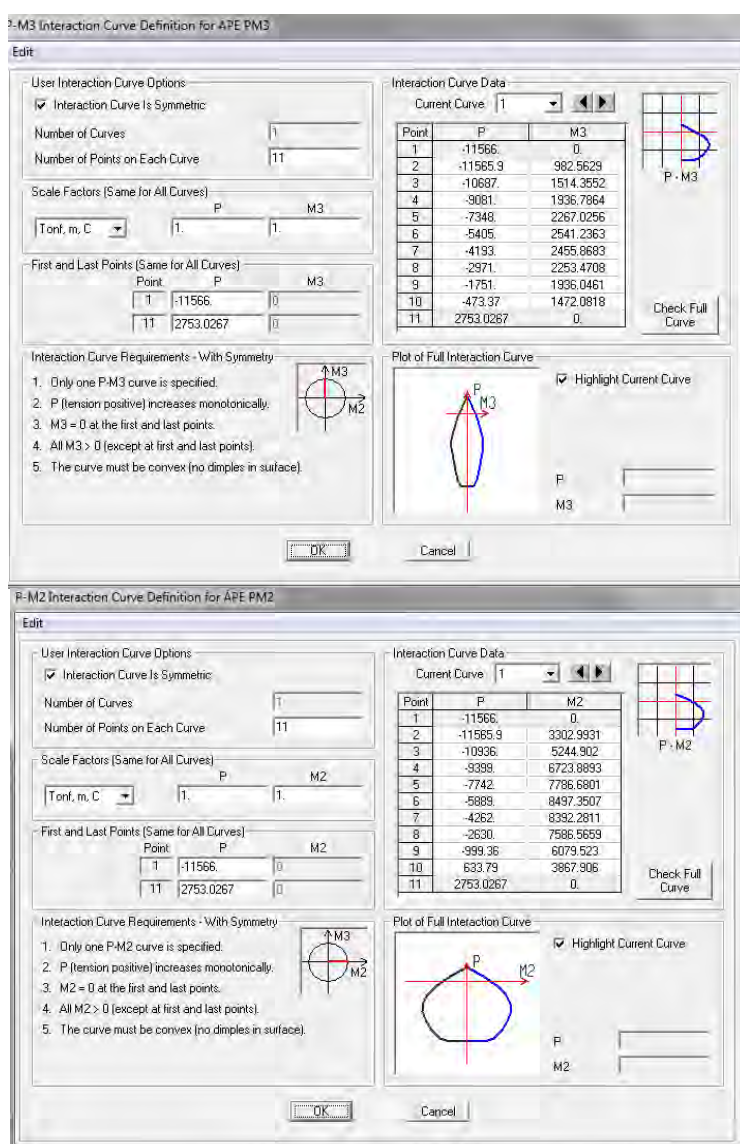 P-M3 Interaction Curve Definition for APE PM3
Edit
User Interaction Curve Options
Interaction Curve Is Symmetric
Number of Curves 1
Number of Points on Each Curve 11
Scale Factors (Same for All Curves)
P M3
Tonf, m, C 1. 1.
First and Last Points (Same for All Curves)
Point P M3
1 -11566. 0
11 2753.0267 0
Interaction Curve Requirements - With Symmetry
1. Only one P-M3 curve is specified.
2. P (tension positive) increases monotonically.
3. M3 = 0 at the first and last points.
4. All M3 > 0 (except at first and last points).
5. The curve must be convex (no dimples in surface).
M3
M2
Interaction Curve Data
Current Curve 1
Point P M3
1 -11566. 0.
2 -11565.9 982.5629
3 -10687. 1514.3552
4 -9081. 1936.7864
5 -7348. 2267.0256
6 -5405. 2541.2363
7 -4193. 2455.8683
8 -2971. 2253.4708
9 -1751. 1936.0461
10 -473.37 1472.0818
11 2753.0267 0.
P - M3
Check Full
Curve
Plot of Full Interaction Curve
P
M3
Highlight Current Curve
P
M3
OK Cancel
P-M2 Interaction Curve Definition for APE PM2
Edit
User Interaction Curve Options
Interaction Curve Is Symmetric
Number of Curves 1
Number of Points on Each Curve 11
Scale Factors (Same for All Curves)
P M2
Tonf, m, C 1. 1.
First and Last Points (Same for All Curves)
Point P M2
1 -11566. 0
11 2753.0267 0
Interaction Curve Requirements - With Symmetry
1. Only one P-M2 curve is specified.
2. P (tension positive) increases monotonically.
3. M2 = 0 at the first and last points.
4. All M2 > 0 (except at first and last points).
5. The curve must be convex (no dimples in surface).
M3
M2
Interaction Curve Data
Current Curve 1
Point P M2
1 -11566. 0.
2 -11565.9 3302.9931
3 -10936. 5244.902
4 -9399. 6723.8893
5 -7742. 7786.6801
6 -5889. 8497.3507
7 -4262. 8392.2811
8 -2630. 7586.5659
9 -999.36 6079.523
10 633.79 3867.906
11 2753.0267 0.
P - M2
Check Full
Curve
Plot of Full Interaction Curve
P
M2
Highlight Current Curve
P
M2
OK Cancel